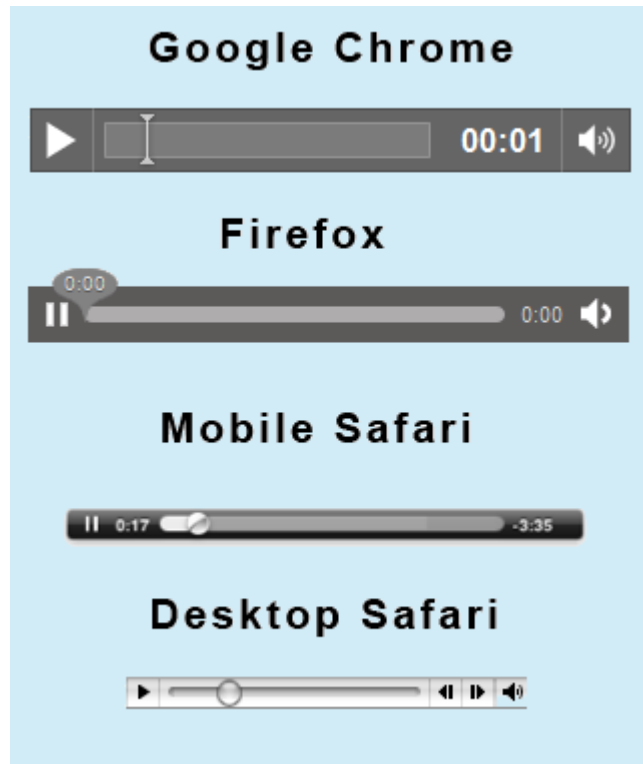 Google Chrome
00:01
Firefox
0:00
0:00
Mobile Safari
0:17 -3:35
Desktop Safari